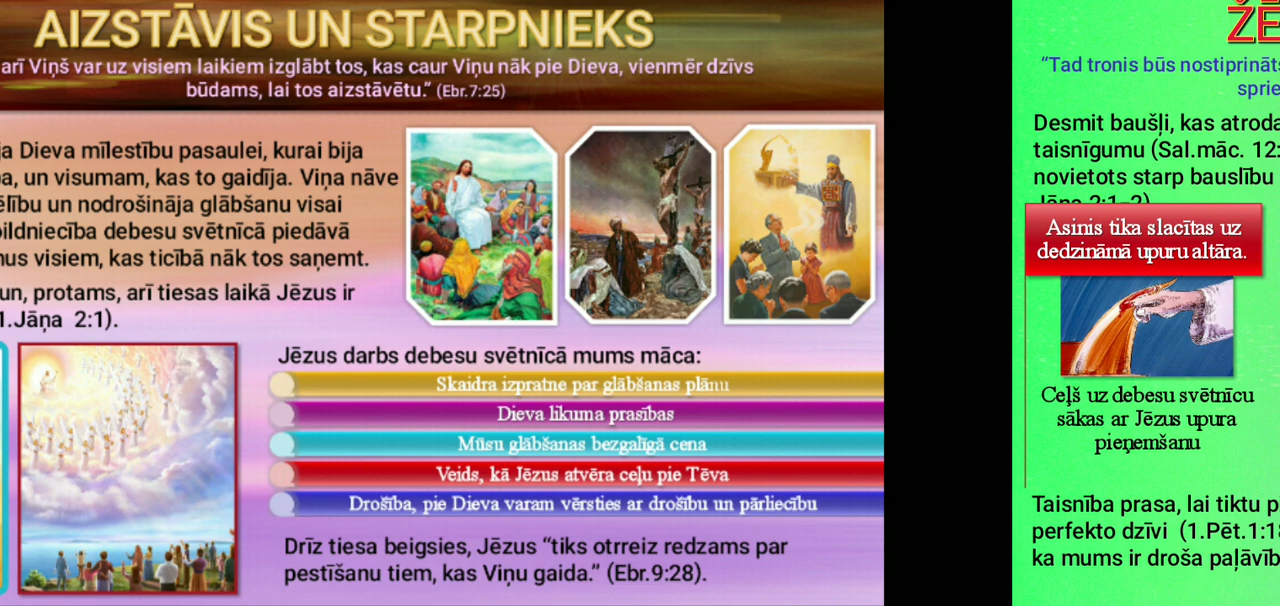 AIZSTĀVIS UN STARPNIEKS
arī Viņš var uz visiem laikiem izglābt tos, kas caur Viņu nāk pie Dieva, vienmēr dzīvs
būdams, lai tos aizstāvētu.” (Ebr.7:25)
Dieva mīlestību pasaulei, kurai bija
un visumam, kas to gaidīja. Viņa nāve
un nodrošināja glābšanu visai
debesu svētnīcā piedāvā
visiem, kas ticībā nāk tos saņemt.
un, protams, arī tiesas laikā Jēzus ir
1.Jāņa 2:1).
Jēzus darbs debesu svētnīcā mums māca:
Skaidra izpratne par glābšanas plānu
Dieva likuma prasības
Mūsu glābšanas bezgalīgā cena
Veids, kā Jēzus atvēra ceļu pie Tēva
Drošība, pie Dieva varam vērsties ar drošību un pārliecību
Drīz tiesa beigsies, Jēzus “tiks otrreiz redzams par
pestīšanu tiem, kas Viņu gaida.” (Ebr.9:28).
“Tad tronis būs nostiprināts
sprie
Desmit baušļi, kas atroda
taisnīgumu (Sal.māc. 12:
novietots starp bauslību
Jāņa 2:1, 2)
Asinis tika slacītas uz
dedzināmā upuru altāra.
Ceļš uz debesu svētnīcu
sākas ar Jēzus upura
pieņemšanu
Taisnība prasa, lai tiktu p
perfekto dzīvi (1.Pēt.1:18
ka mums ir droša paļāvīb